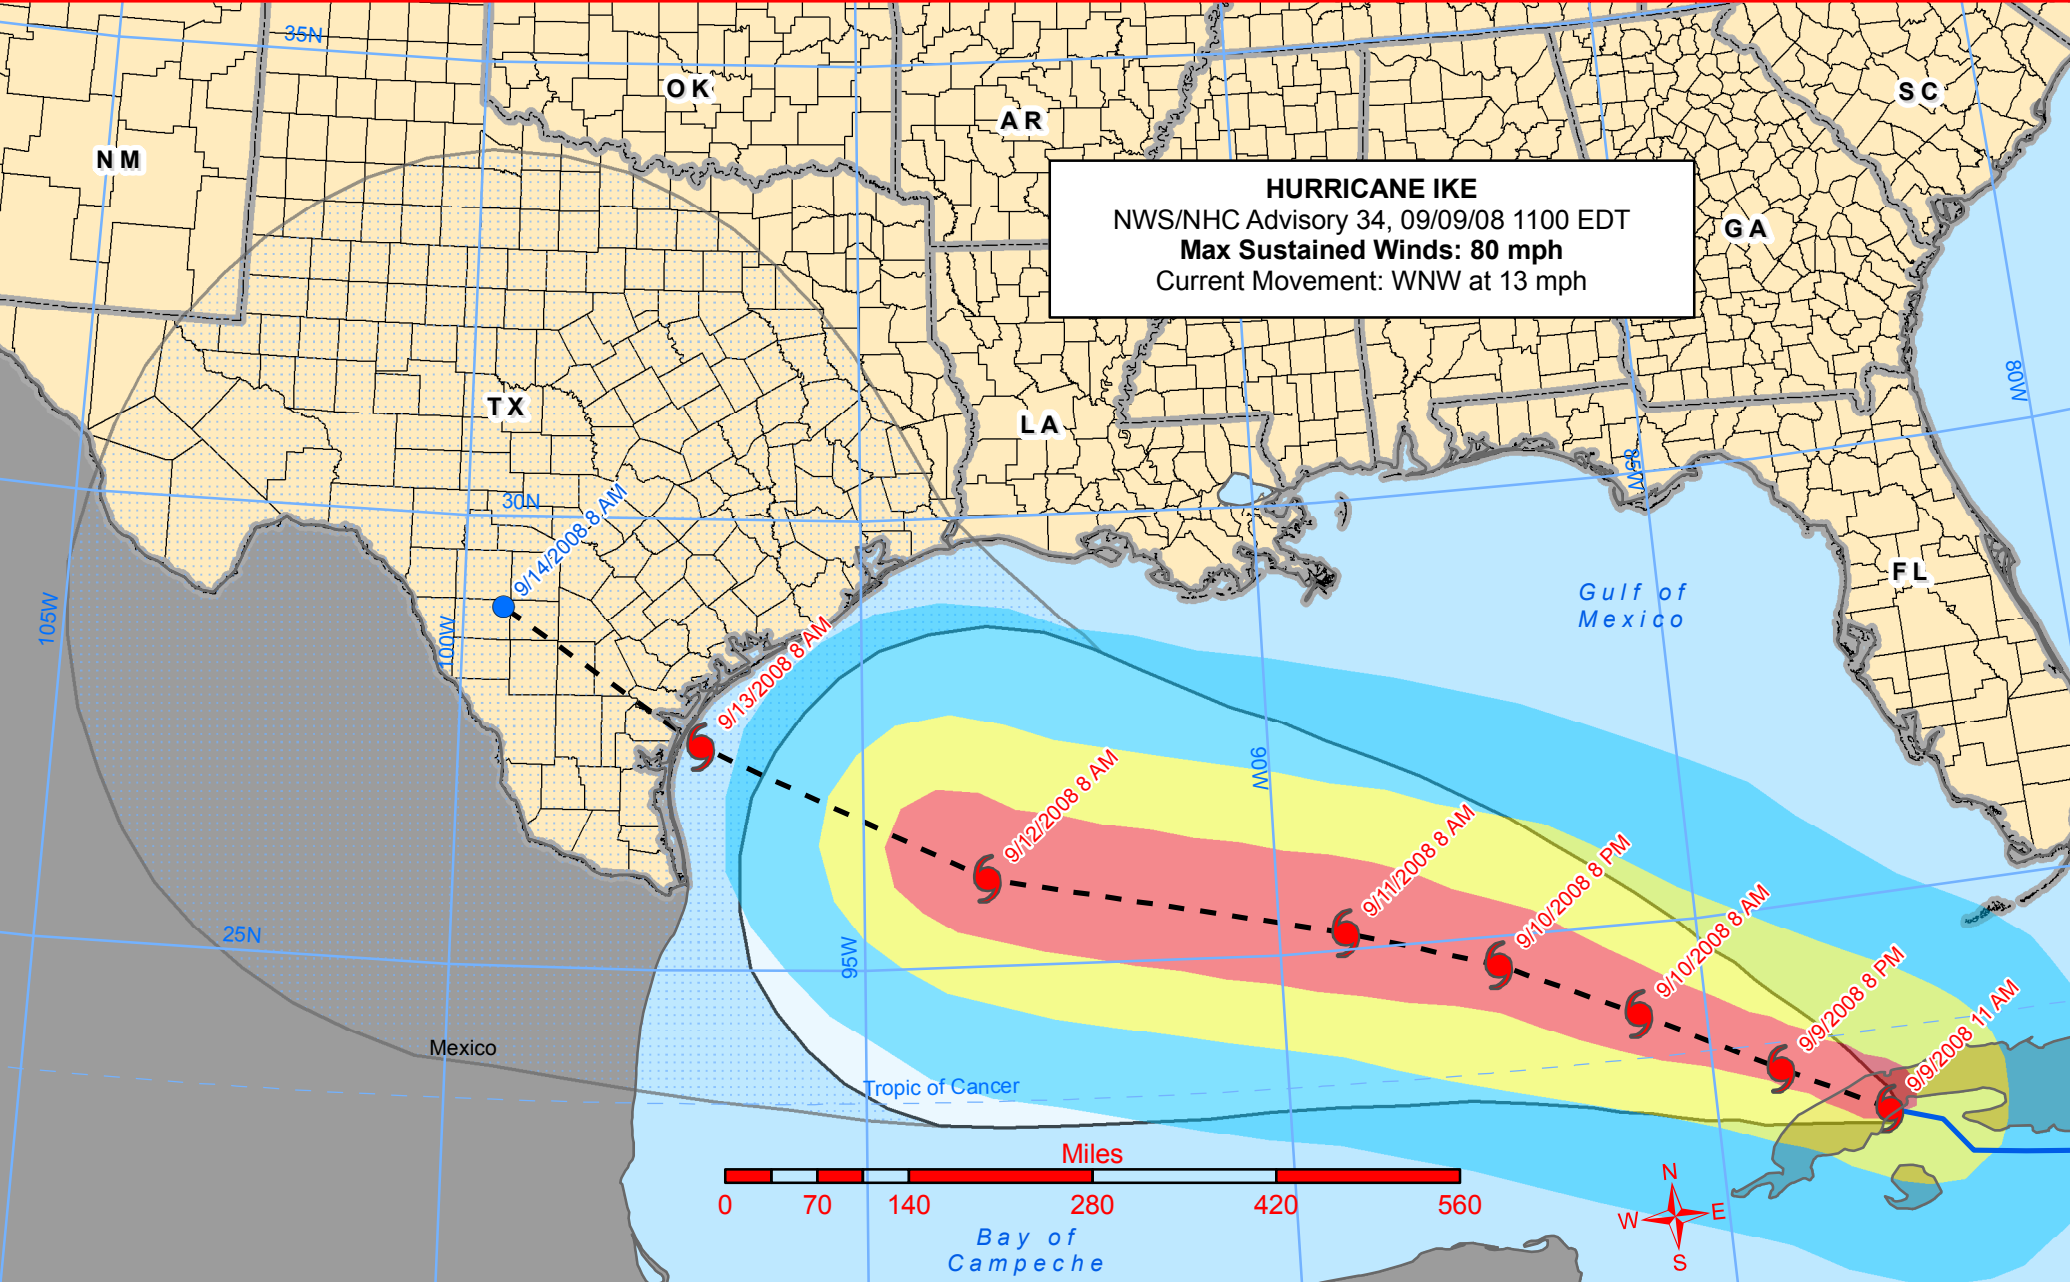 35N
OK
AR
SC
NM
HURRICANE IKE
NWS/NHC Advisory 34, 09/09/08 1100 EDT
Max Sustained Winds: 80 mph
Current Movement: WNW at 13 mph
GA
80W
TX
LA
85W
30N
9/14/2008 8 AM
FL
Gulf of
Mexico
105W
100W
9/13/2008 8 AM
90W
9/12/2008 8 AM
9/11/2008 8 AM
9/10/2008 8 PM
9/10/2008 8 AM
9/9/2008 8 PM
9/9/2008 11 AM
25N
95W
Mexico
Tropic of Cancer
Miles
0 70 140 280 420 560
N
W E
S
Bay of
Campeche